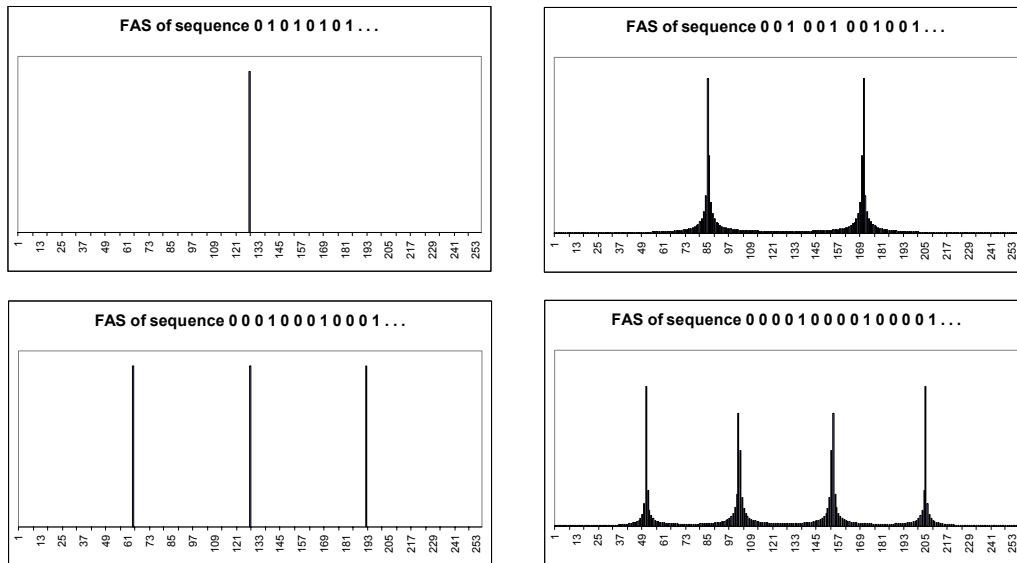 FAS of sequence 0 1 0 1 0 1 0 1 . . .
1 13 25 37 49 61 73 85 97 109 121 133 145 157 169 181 193 205 217 229 241 253
FAS of sequence 0 0 1 0 0 1 0 0 1 0 0 1 . . .
1 13 25 37 49 61 73 85 97 109 121 133 145 157 169 181 193 205 217 229 241 253
FAS of sequence 0 0 0 1 0 0 0 1 0 0 0 1 . . .
1 13 25 37 49 61 73 85 97 109 121 133 145 157 169 181 193 205 217 229 241 253
FAS of sequence 0 0 0 0 1 0 0 0 0 1 0 0 0 0 1 . . .
1 13 25 37 49 61 73 85 97 109 121 133 145 157 169 181 193 205 217 229 241 253